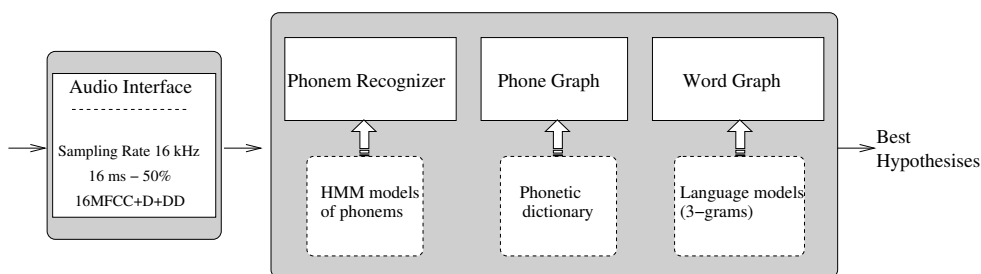 Audio Interface
Sampling Rate 16 kHz
16 ms − 50%
16MFCC+D+DD
Phonem Recognizer
HMM models
of phonems
Phone Graph
Phonetic
dictionary
Word Graph
Language models
(3−grams)
Best
Hypothesises